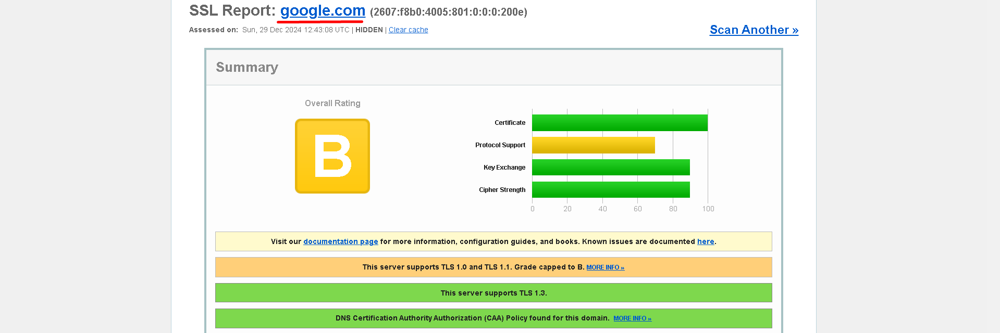 SSL Report: google.com (2607:f8b0:4005:801:0:0:0:200e)
Assessed on: Sun, 29 Dec 2024 12:43:08 UTC | HIDDEN | Clear cache
Scan Another »
Summary
Overall Rating
B
Certificate
Protocol Support
Key Exchange
Cipher Strength
0 20 40 60 80 100
Visit our documentation page for more information, configuration guides, and books. Known issues are documented here.
This server supports TLS 1.0 and TLS 1.1. Grade capped to B. MORE INFO »
This server supports TLS 1.3.
DNS Certification Authority Authorization (CAA) Policy found for this domain. MORE INFO »